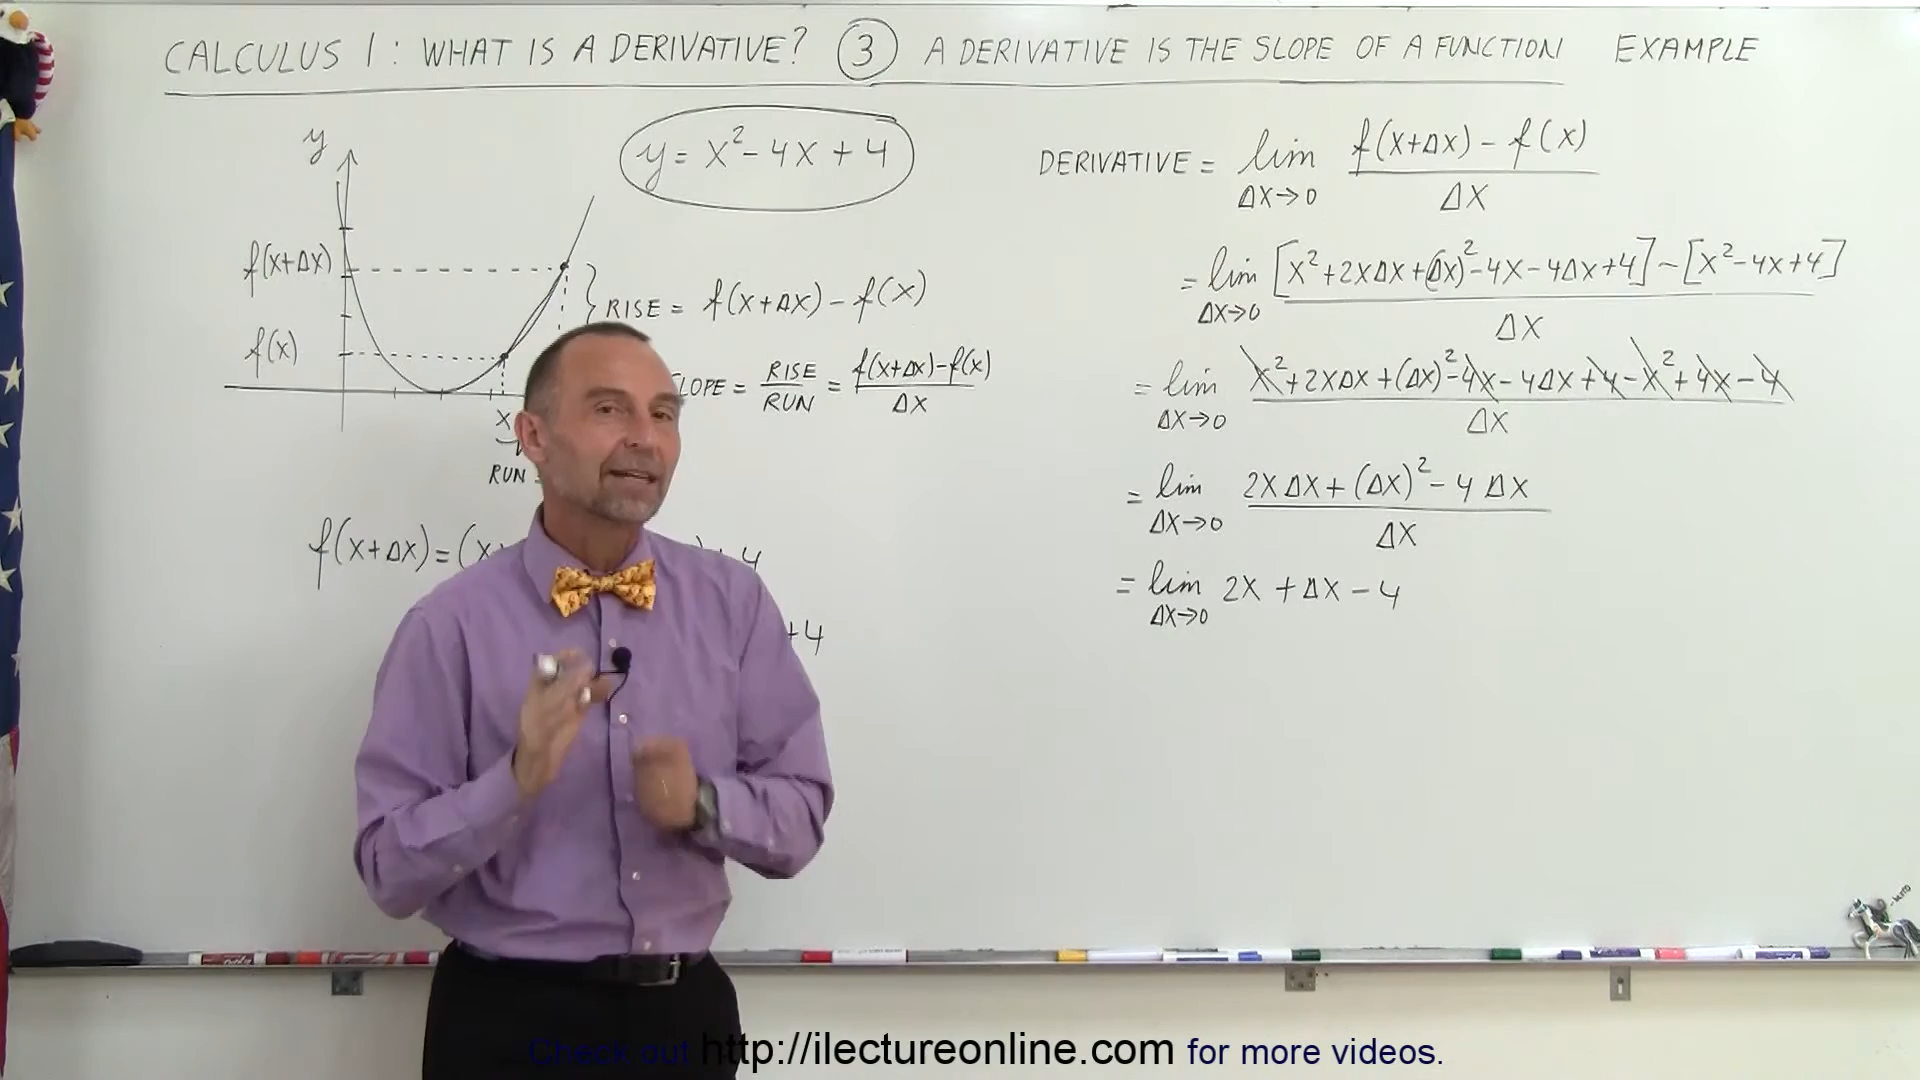 CALCULUS 1: WHAT IS A DERIVATIVE? ③ A DERIVATIVE IS THE SLOPE OF A FUNCTION EXAMPLE
y
y = x² - 4x + 4
f(x+Δx)
f(x)
RISE = f(x+Δx) - f(x)
LOPE = RISE/RUN = (f(x+Δx)-f(x))/Δx
x
RUN =
f(x+Δx) = (x
+ 4
+4
DERIVATIVE = lim Δx→0 (f(x+Δx) - f(x))/Δx
= lim Δx→0 ([x²+2xΔx+(Δx)²-4x-4Δx+4] - [x²-4x+4])/Δx
= lim Δx→0 (x²+2xΔx+(Δx)²-4x-4Δx+4-x²+4x-4)/Δx
= lim Δx→0 (2xΔx+(Δx)²-4Δx)/Δx
= lim Δx→0 2x + Δx - 4
Check out http://ilectureonline.com for more videos.